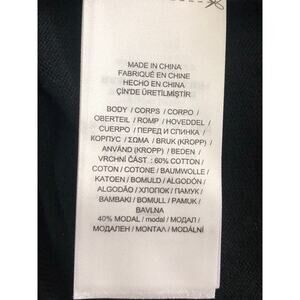 MADE IN CHINA
FABRIQUÉ EN CHINE
HECHO EN CHINA
ÇİN'DE ÜRETİLMİŞTİR
BODY / CORPS / CORPO /
OBERTEIL / ROMP / HOVEDDEL /
CUERPO / ПЕРЕД И СПИНКА /
КОРПУС / ΣΩΜΑ / BRUK (KROPP) /
ANVÄND (KROPP) / BEDEN /
VRCHNÍ ČÁST : 60% COTTON /
COTON / COTONE / BAUMWOLLE /
KATOEN / BOMULD / ALGODÓN /
ALGODÃO / ХЛОПОК / ПАМУК /
BAMBAKI / BOMULL / PAMUK /
BAVLNA
40% MODAL / modal / МОДАЛ /
МОДАЛЕН / ΜΟΝΤΑΛ / MODÁLNÍ